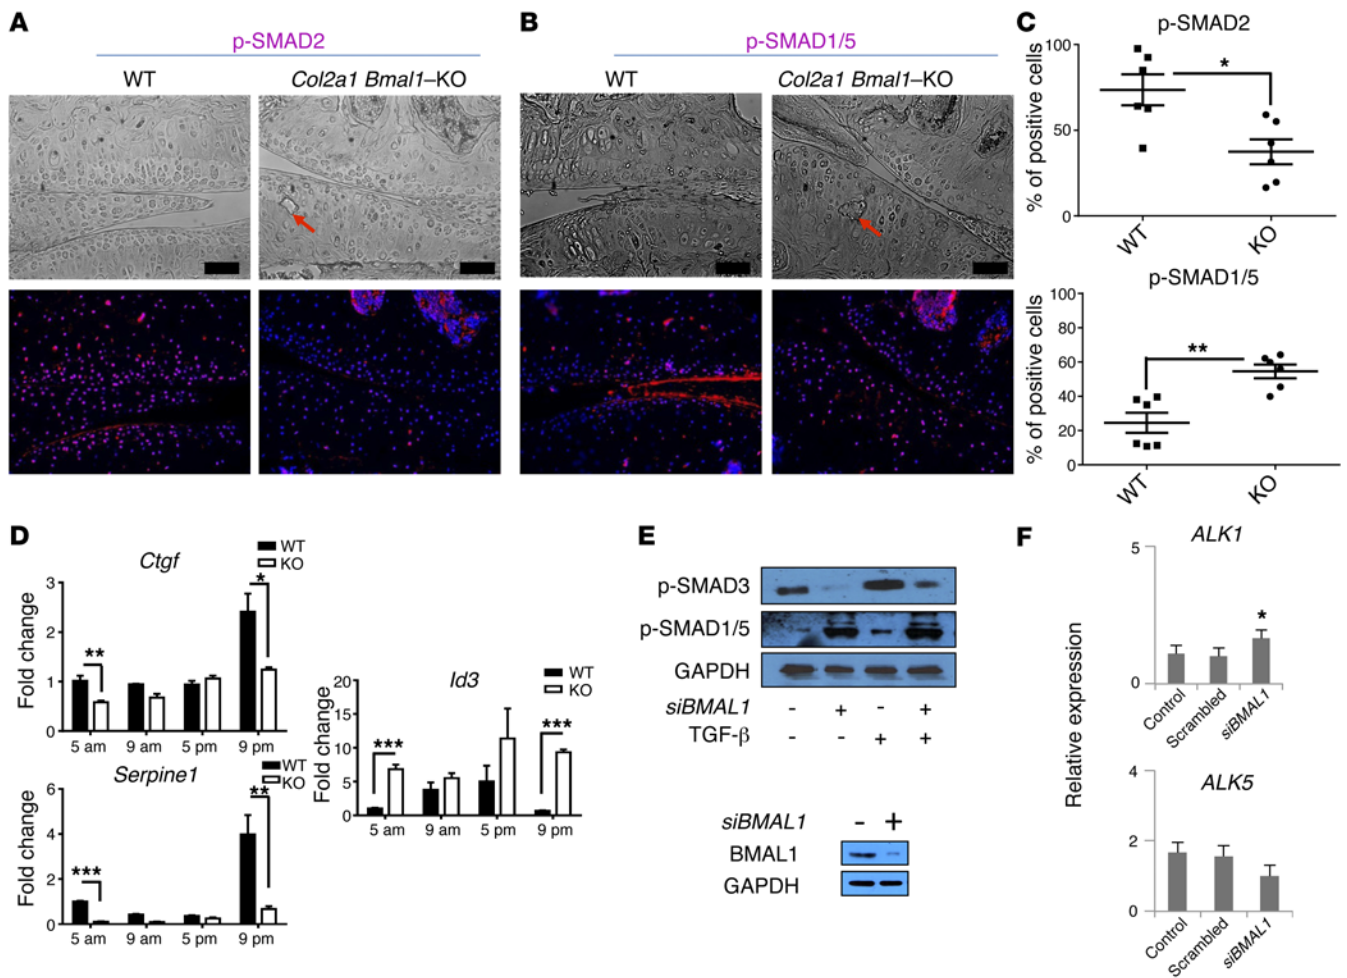 A
p-SMAD2
WT
Col2a1 Bmal1–KO
B
p-SMAD1/5
WT
Col2a1 Bmal1–KO
C
p-SMAD2
% of positive cells
100
50
0
*
WT
KO
p-SMAD1/5
% of positive cells
100
80
60
40
20
0
**
WT
KO
D
Ctgf
WT
KO
Fold change
3
2
1
0
**
*
5 am
9 am
5 pm
9 pm
Serpine1
WT
KO
Fold change
6
4
2
0
***
**
5 am
9 am
5 pm
9 pm
Id3
WT
KO
Fold change
20
15
10
5
0
***
***
5 am
9 am
5 pm
9 pm
E
p-SMAD3
p-SMAD1/5
GAPDH
siBMAL1 - + - +
TGF-β - - + +
siBMAL1 - +
BMAL1
GAPDH
F
Relative expression
ALK1
5
0
*
Control
Scrambled
siBMAL1
ALK5
4
2
0
Control
Scrambled
siBMAL1